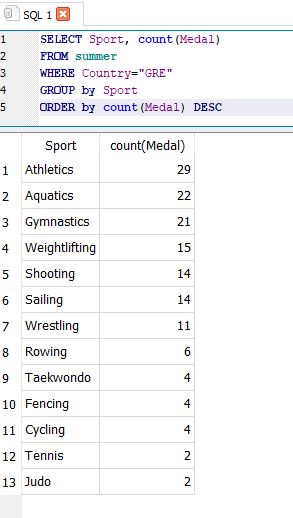 SQL 1
1 SELECT Sport, count(Medal)
2 FROM summer
3 WHERE Country="GRE"
4 GROUP by Sport
5 ORDER by count(Medal) DESC
Sport count(Medal)
1 Athletics 29
2 Aquatics 22
3 Gymnastics 21
4 Weightlifting 15
5 Shooting 14
6 Sailing 14
7 Wrestling 11
8 Rowing 6
9 Taekwondo 4
10 Fencing 4
11 Cycling 4
12 Tennis 2
13 Judo 2